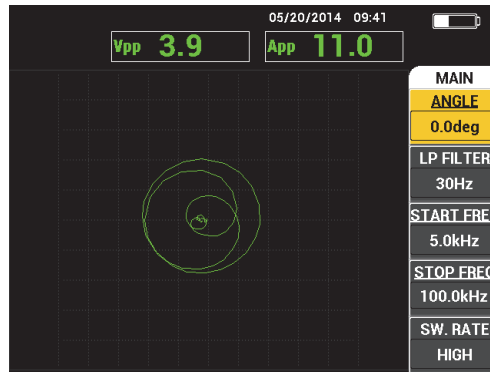 05/20/2014 09:41
Vpp 3.9 App 11.0
MAIN
ANGLE
0.0deg
LP FILTER
30Hz
START FRE
5.0kHz
STOP FREQ
100.0kHz
SW. RATE
HIGH